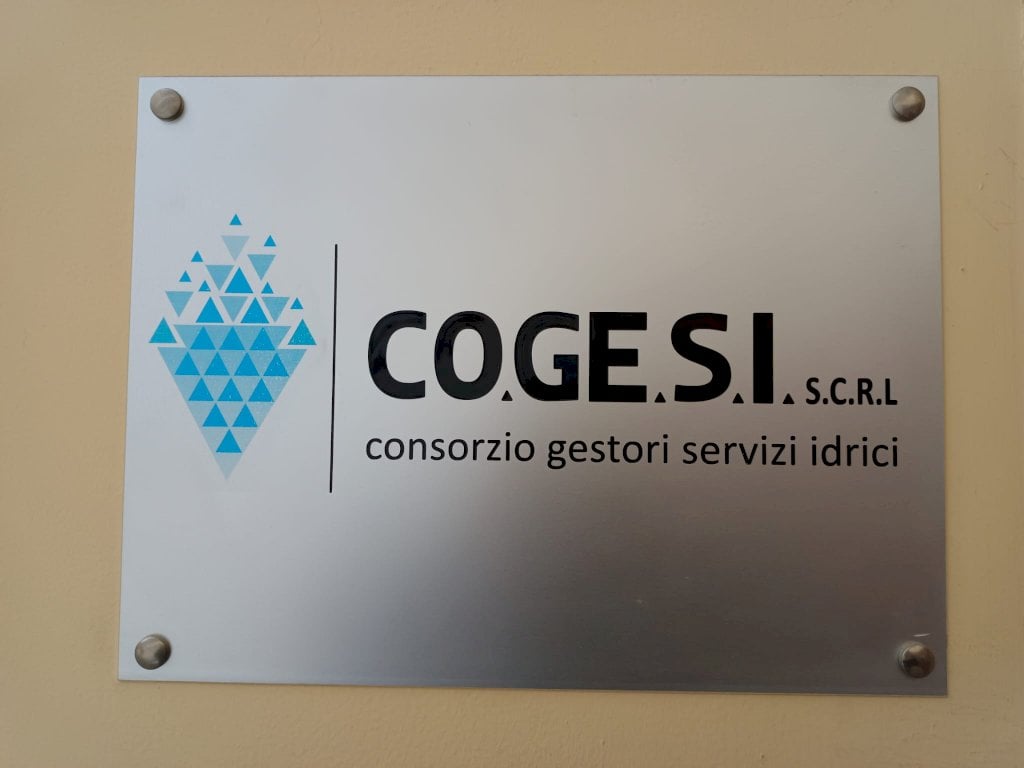 CO.GE.S.I. S.C.R.L
consorzio gestori servizi idrici